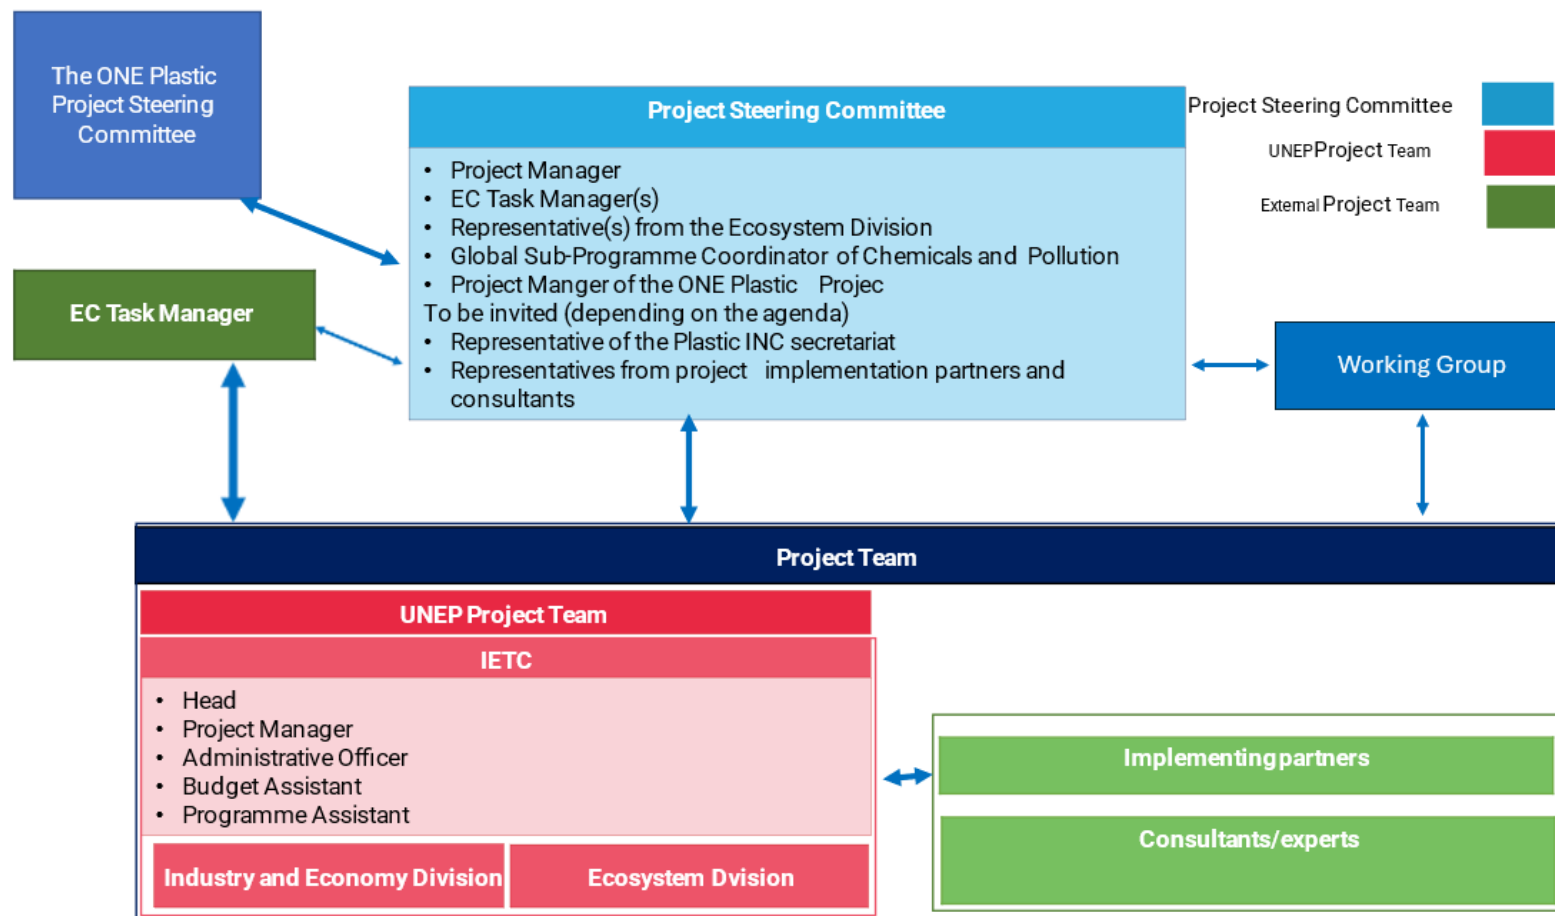 The ONE Plastic
Project Steering
Committee
Project Steering Committee
• Project Manager
• EC Task Manager(s)
• Representative(s) from the Ecosystem Division
• Global Sub-Programme Coordinator of Chemicals and Pollution
• Project Manger of the ONE Plastic Projec
To be invited (depending on the agenda)
• Representative of the Plastic INC secretariat
• Representatives from project implementation partners and
consultants
Project Steering Committee
UNEP Project Team
External Project Team
EC Task Manager
Working Group
Project Team
UNEP Project Team
IETC
• Head
• Project Manager
• Administrative Officer
• Budget Assistant
• Programme Assistant
Industry and Economy Division
Ecosystem Dvision
Implementing partners
Consultants/experts